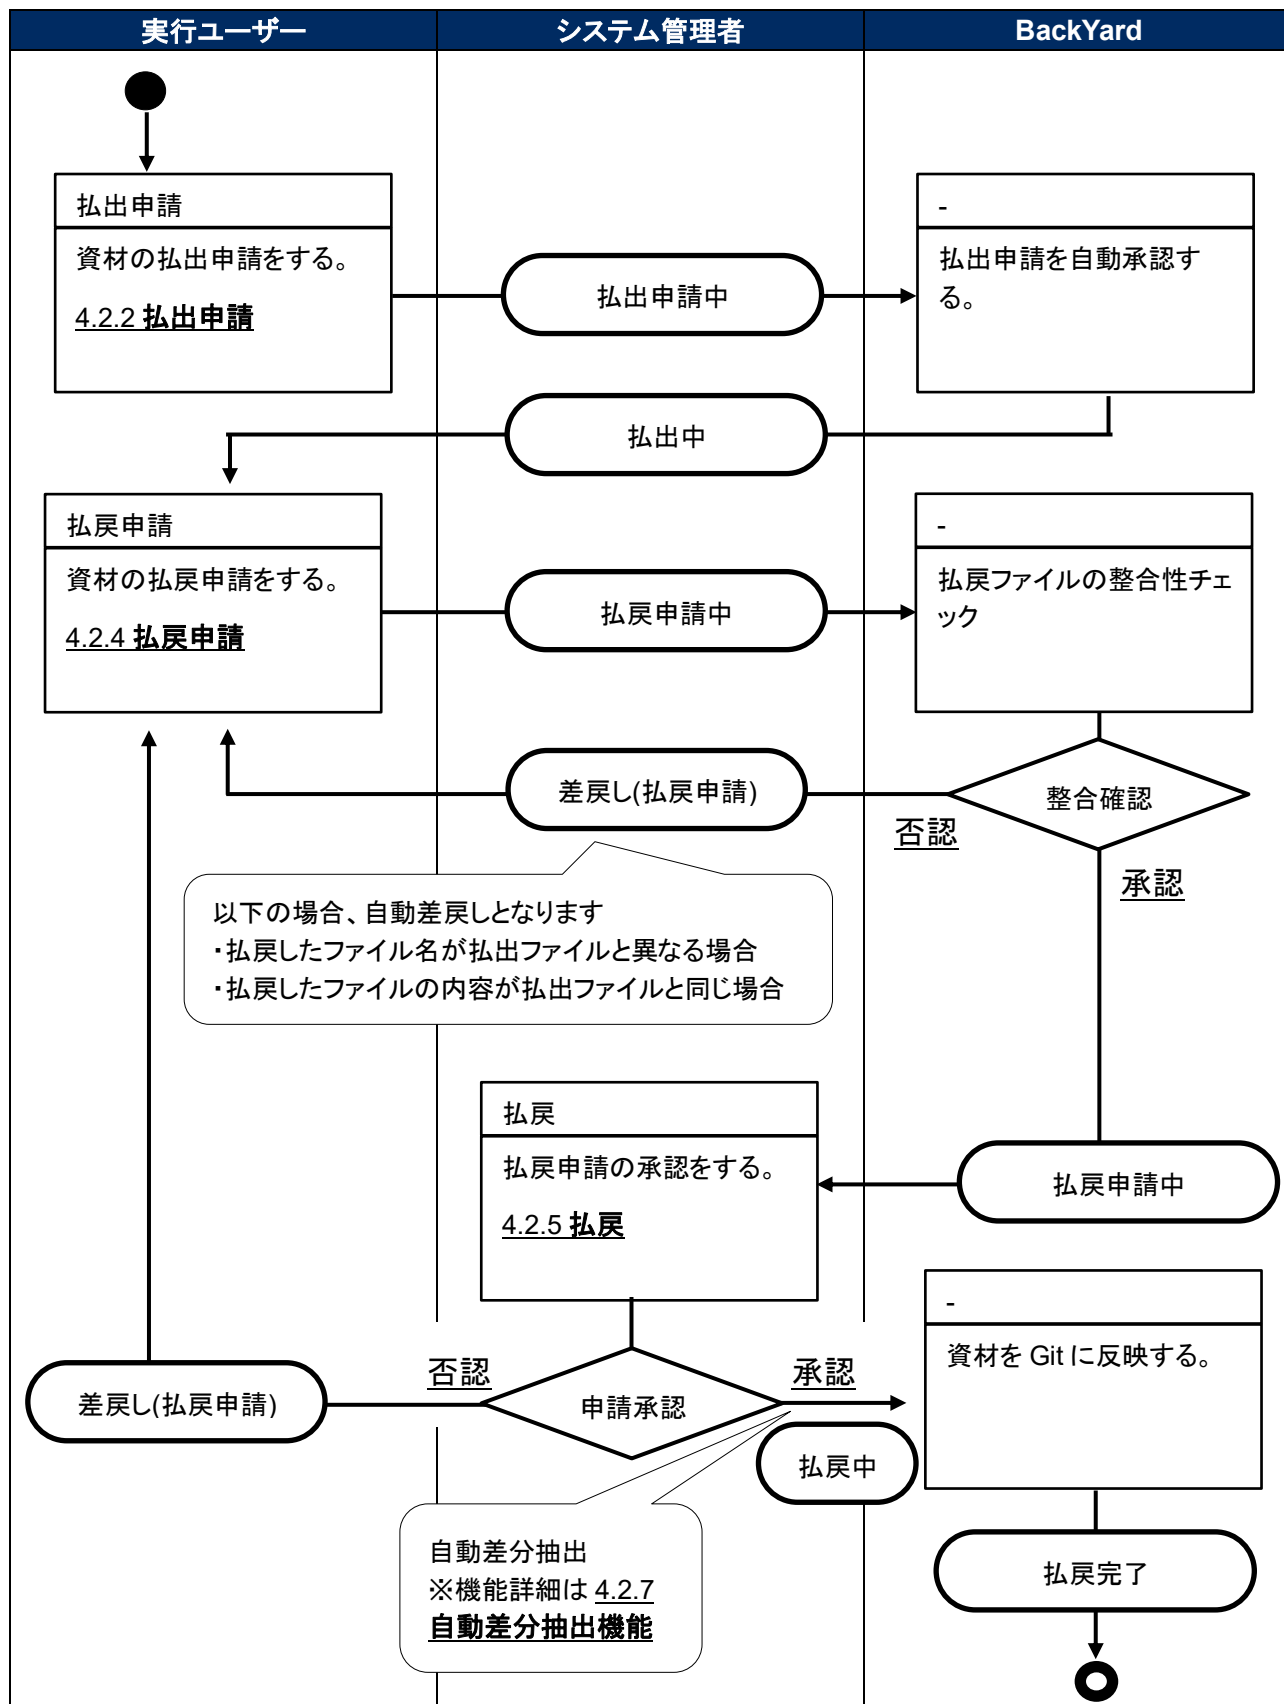 実行ユーザー
システム管理者
BackYard
払出申請
資材の払出申請をする。
4.2.2 払出申請
払出申請中
-
払出申請を自動承認す
る。
払出中
払戻申請
資材の払戻申請をする。
4.2.4 払戻申請
払戻申請中
-
払戻ファイルの整合性チェ
ック
差戻し(払戻申請)
整合確認
否認
承認
以下の場合、自動差戻しとなります
・払戻したファイル名が払出ファイルと異なる場合
・払戻したファイルの内容が払出ファイルと同じ場合
払戻
払戻申請の承認をする。
4.2.5 払戻
払戻申請中
-
資材を Git に反映する。
否認
承認
差戻し(払戻申請)
申請承認
払戻中
自動差分抽出
※機能詳細は 4.2.7
自動差分抽出機能
払戻完了